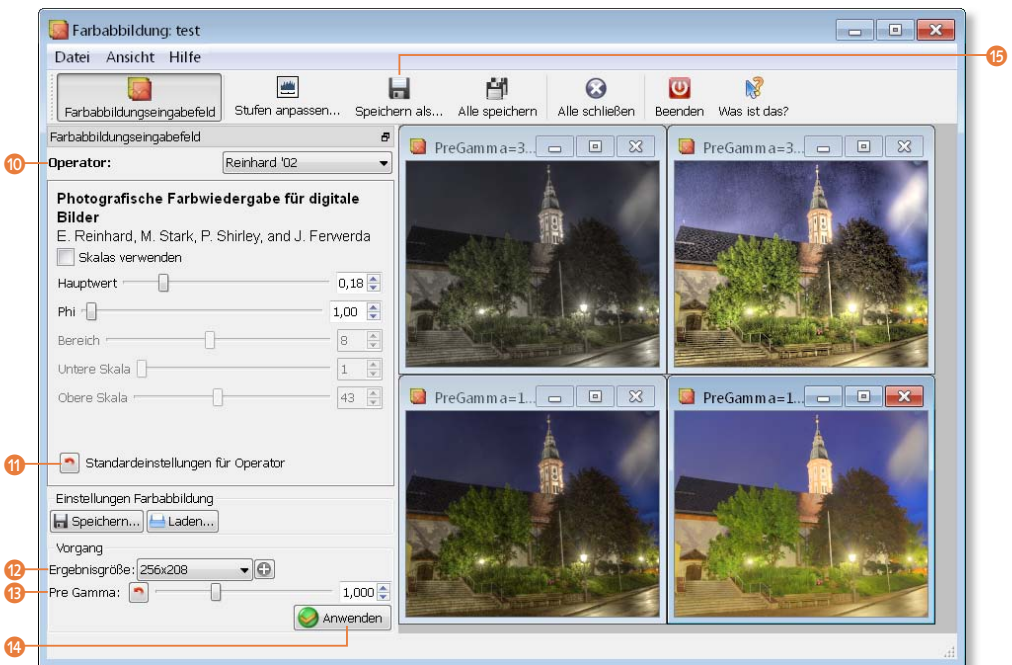 Farbabbildung: test
Datei Ansicht Hilfe
15
Farbabbildungseingabefeld Stufen anpassen... Speichern als... Alle speichern Alle schließen Beenden Was ist das?
Farbabbildungseingabefeld
10 Operator: Reinhard '02
Photografische Farbwiedergabe für digitale
Bilder
E. Reinhard, M. Stark, P. Shirley, and J. Ferwerda
Skalas verwenden
Hauptwert 0,18
Phi 1,00
Bereich 8
Untere Skala 1
Obere Skala 43
11 Standardeinstellungen für Operator
Einstellungen Farbabbildung
Speichern... Laden...
Vorgang
12 Ergebnisgröße: 256x208
13 Pre Gamma: 1,000
Anwenden
14
PreGamma=3...
PreGamma=3...
PreGamma=1...
PreGamma=1...